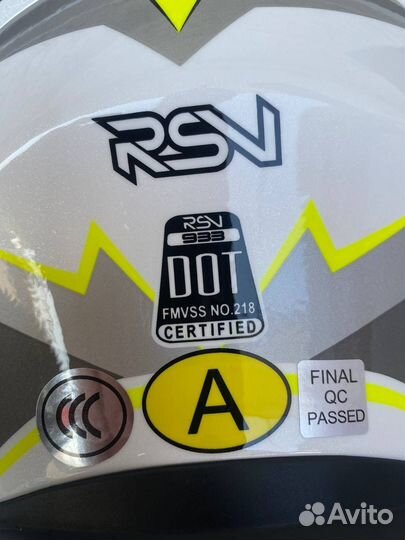 RSV
RSV
933
DOT
FMVSS NO.218
CERTIFIED
CCC
A
FINAL
QC
PASSED
Avito